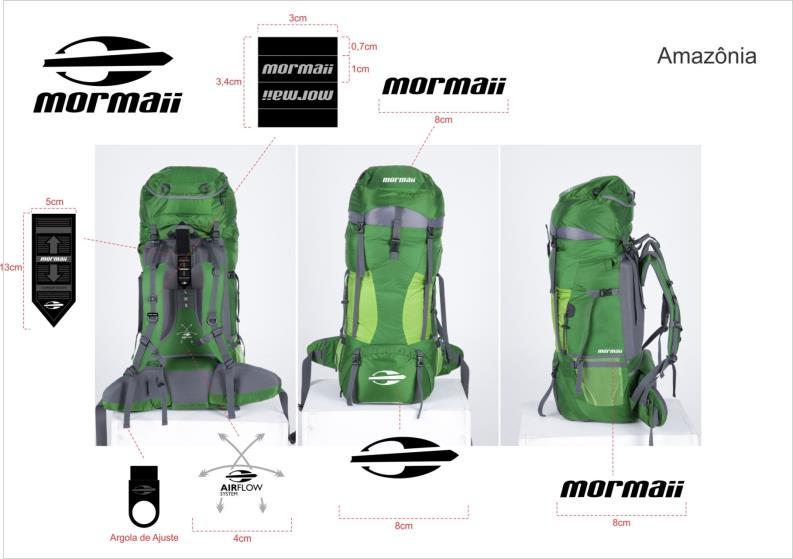 3cm
0,7cm
1cm
3,4cm
mormaii
mormaii
mormaii
mormaii
8cm
Amazônia
5cm
13cm
mormaii
mormaii
mormaii
Argola de Ajuste
AIRFLOW
SYSTEM
4cm
8cm
mormaii
8cm